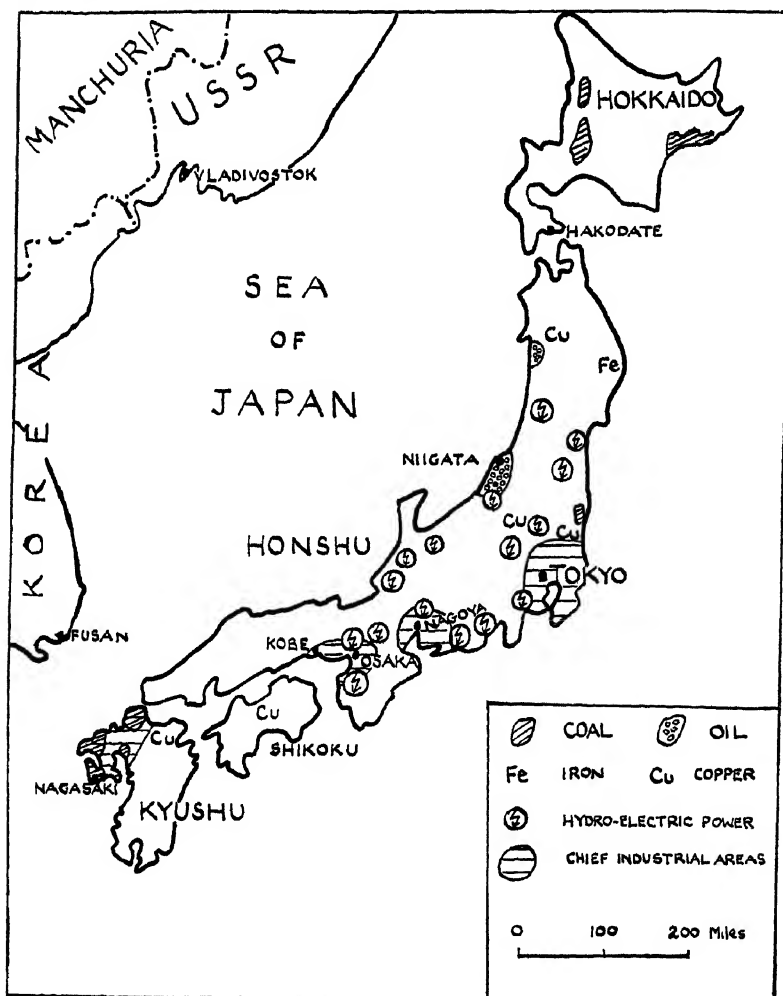 MANCHURIA
USSR
VLADIVOSTOK
HOKKAIDO
HAKODATE
SEA
OF
JAPAN
KOREA
Cu
Fe
NIIGATA
Cu
Cu
HONSHU
TOKYO
NAGOYA
KOBE
OSAKA
FUSAN
Cu
SHIKOKU
Cu
NAGASAKI
KYUSHU
COAL
OIL
Fe IRON
Cu COPPER
HYDRO-ELECTRIC POWER
CHIEF INDUSTRIAL AREAS
0 100 200 Miles